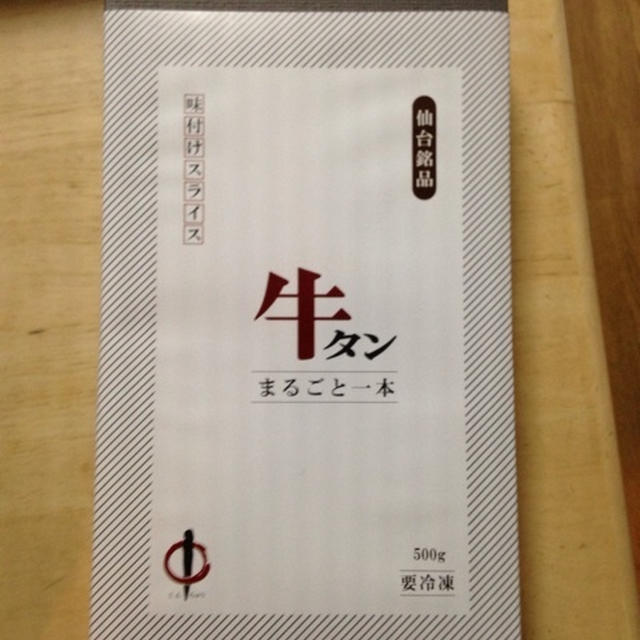 仙台銘品
味付けスライス
牛タン
まるごと一本
500g
要冷凍